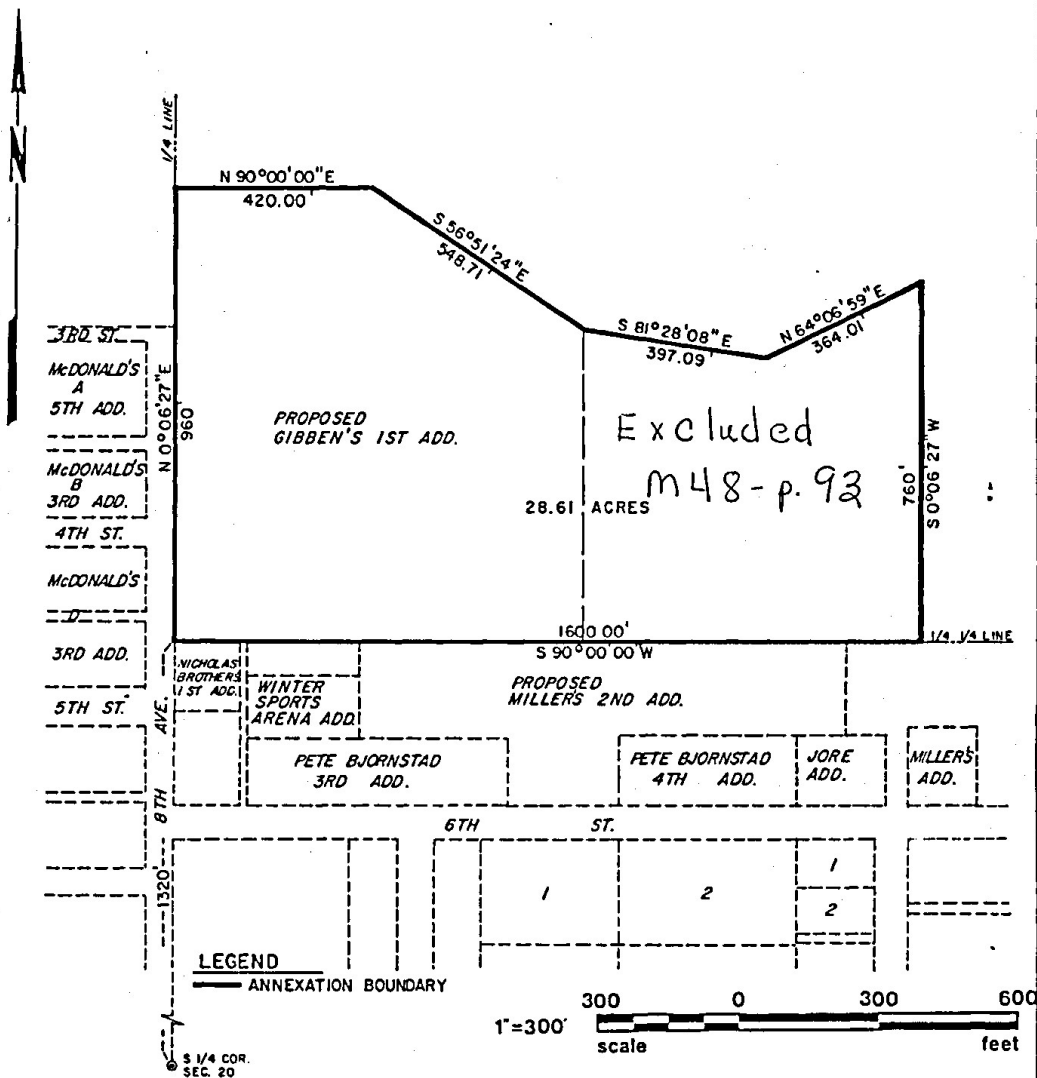 N
1/4 LINE
N 90°00'00"E
420.00'
S 56°51'24"E
548.71'
S 81°28'08"E
397.09'
N 64°06'59"E
364.01'
3RD ST.
McDONALD'S
A
5TH ADD.
N 0°06'27"E
960
PROPOSED
GIBBEN'S 1ST ADD.
Excluded
M48-p. 93
28.61 ACRES
760'
S 0°06'27"W
McDONALD'S
B
3RD ADD.
4TH ST.
McDONALD'S
D
3RD ADD.
5TH ST.
1600.00'
S 90°00'00"W
1/4 1/4 LINE
NICHOLAS
BROTHERS
1ST ADD.
WINTER
SPORTS
ARENA ADD.
PROPOSED
MILLER'S 2ND ADD.
PETE BJORNSTAD
3RD ADD.
PETE BJORNSTAD
4TH ADD.
JORE
ADD.
MILLER'S
ADD.
8TH AVE.
6TH ST.
1
2
1
2
1320'
LEGEND
ANNEXATION BOUNDARY
1"=300'
300 0 300 600
scale feet
S 1/4 COR.
SEC. 20